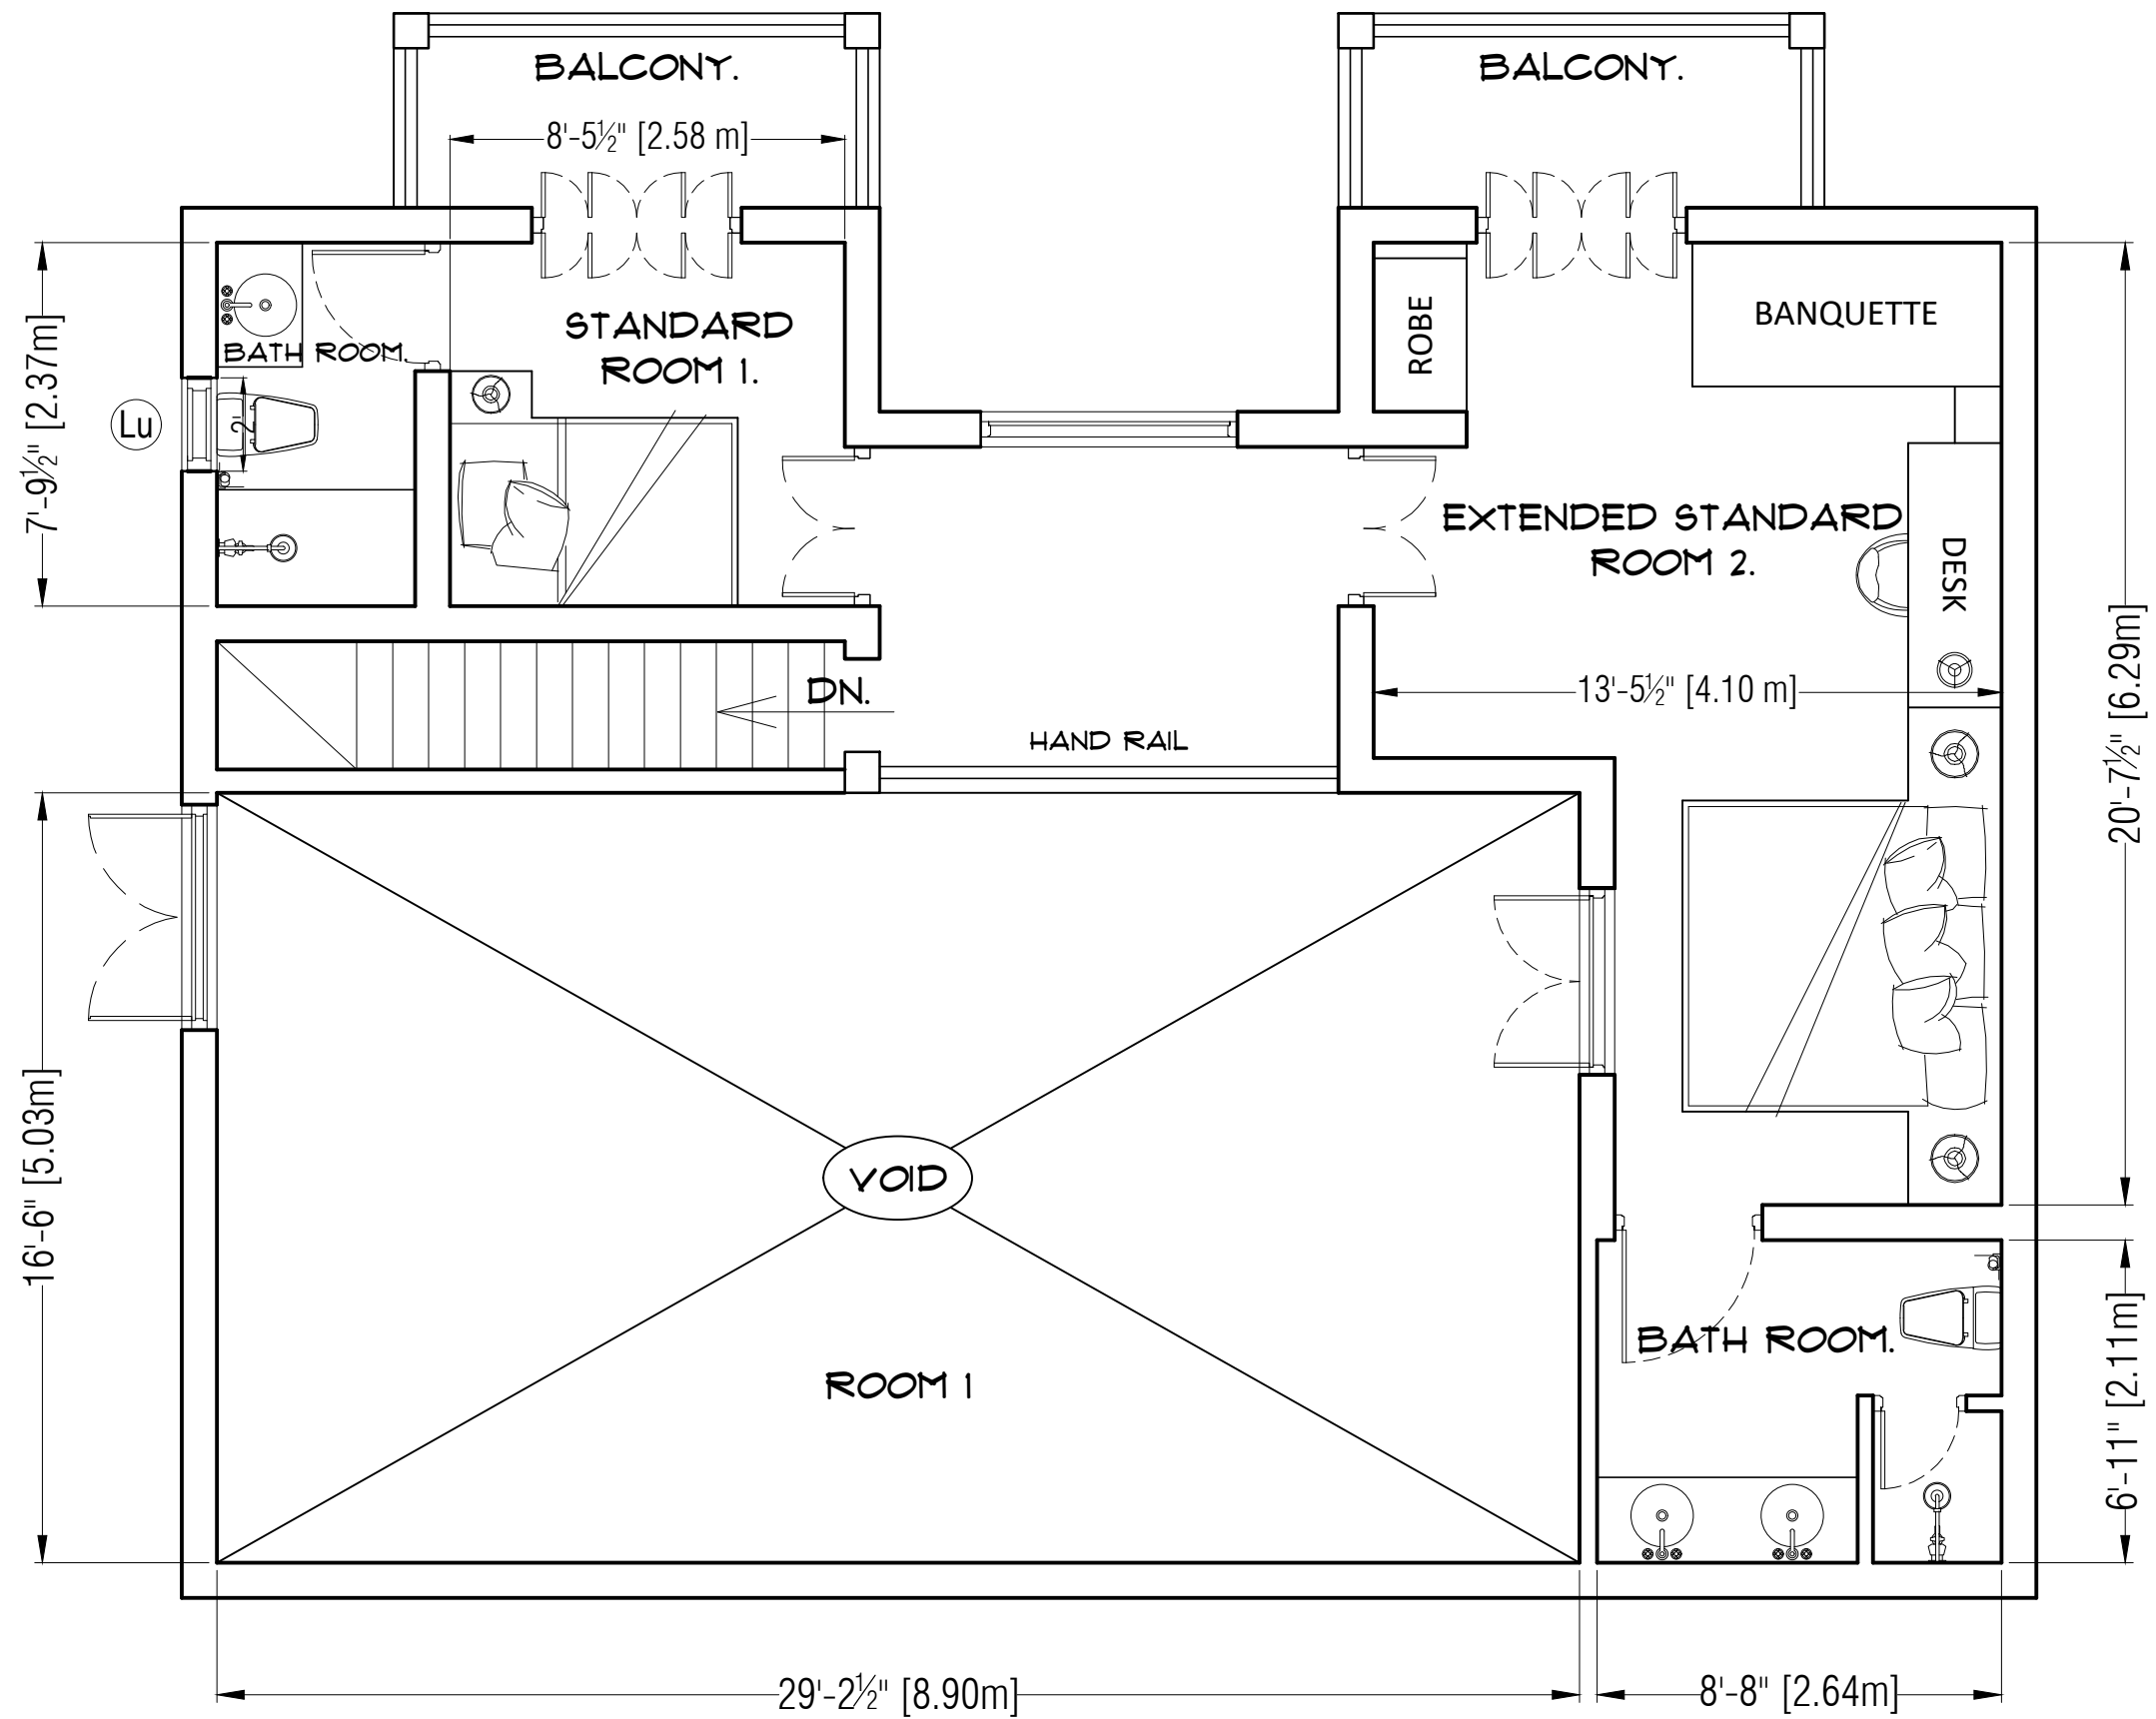 BALCONY.
BALCONY.
8'-5½" [2.58 m]
STANDARD
ROOM 1.
BATH ROOM.
ROBE
BANQUETTE
7'-9½" [2.37m]
Lu
2'
EXTENDED STANDARD
ROOM 2.
DESK
DN.
HAND RAIL
13'-5½" [4.10 m]
20'-7½" [6.29m]
16'-6" [5.03m]
VOID
ROOM 1
BATH ROOM.
6'-11" [2.11m]
29'-2½" [8.90m]
8'-8" [2.64m]